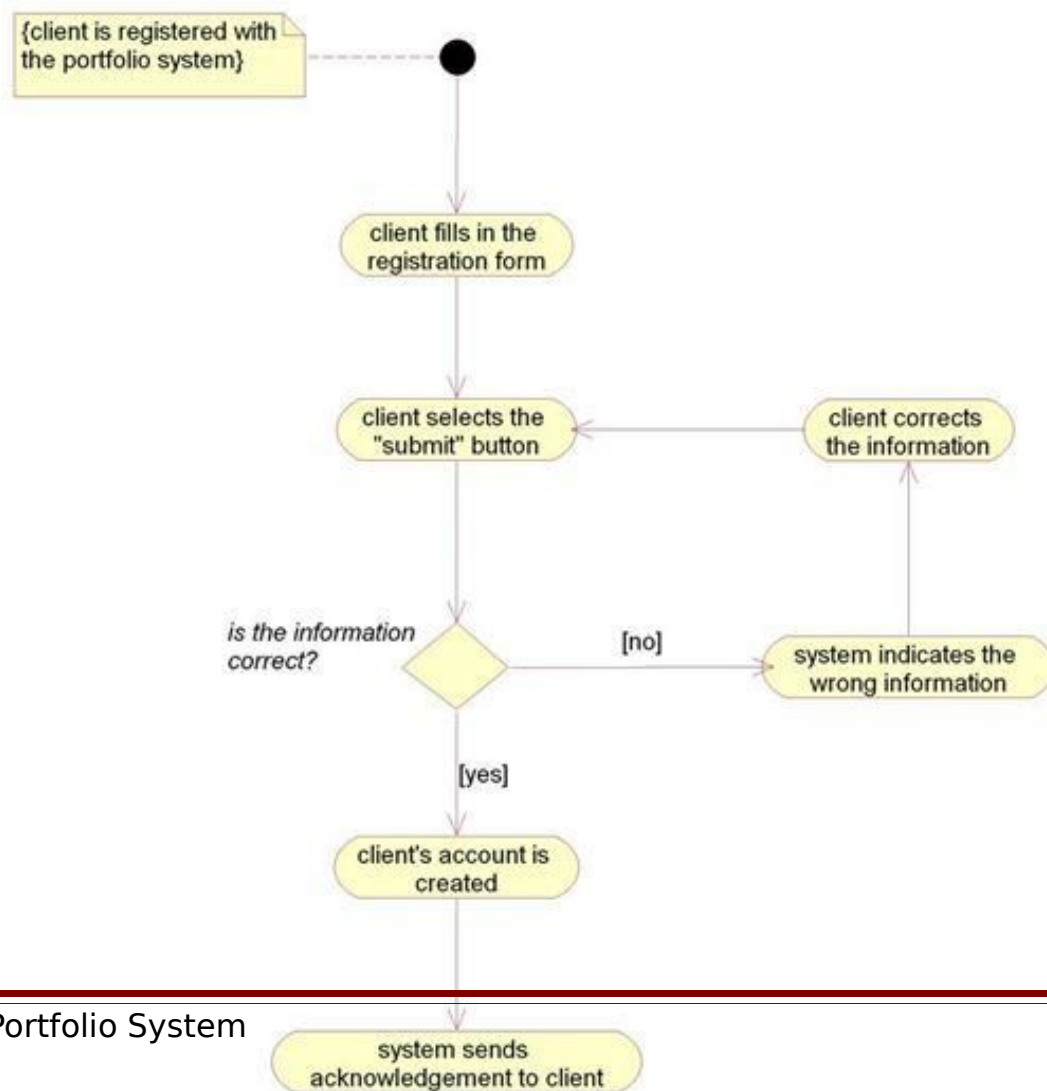 {client is registered with
the portfolio system}
client fills in the
registration form
client selects the
"submit" button
client corrects
the information
is the information
correct?
[no]
system indicates the
wrong information
[yes]
client's account is
created
Portfolio System
system sends
acknowledgement to client